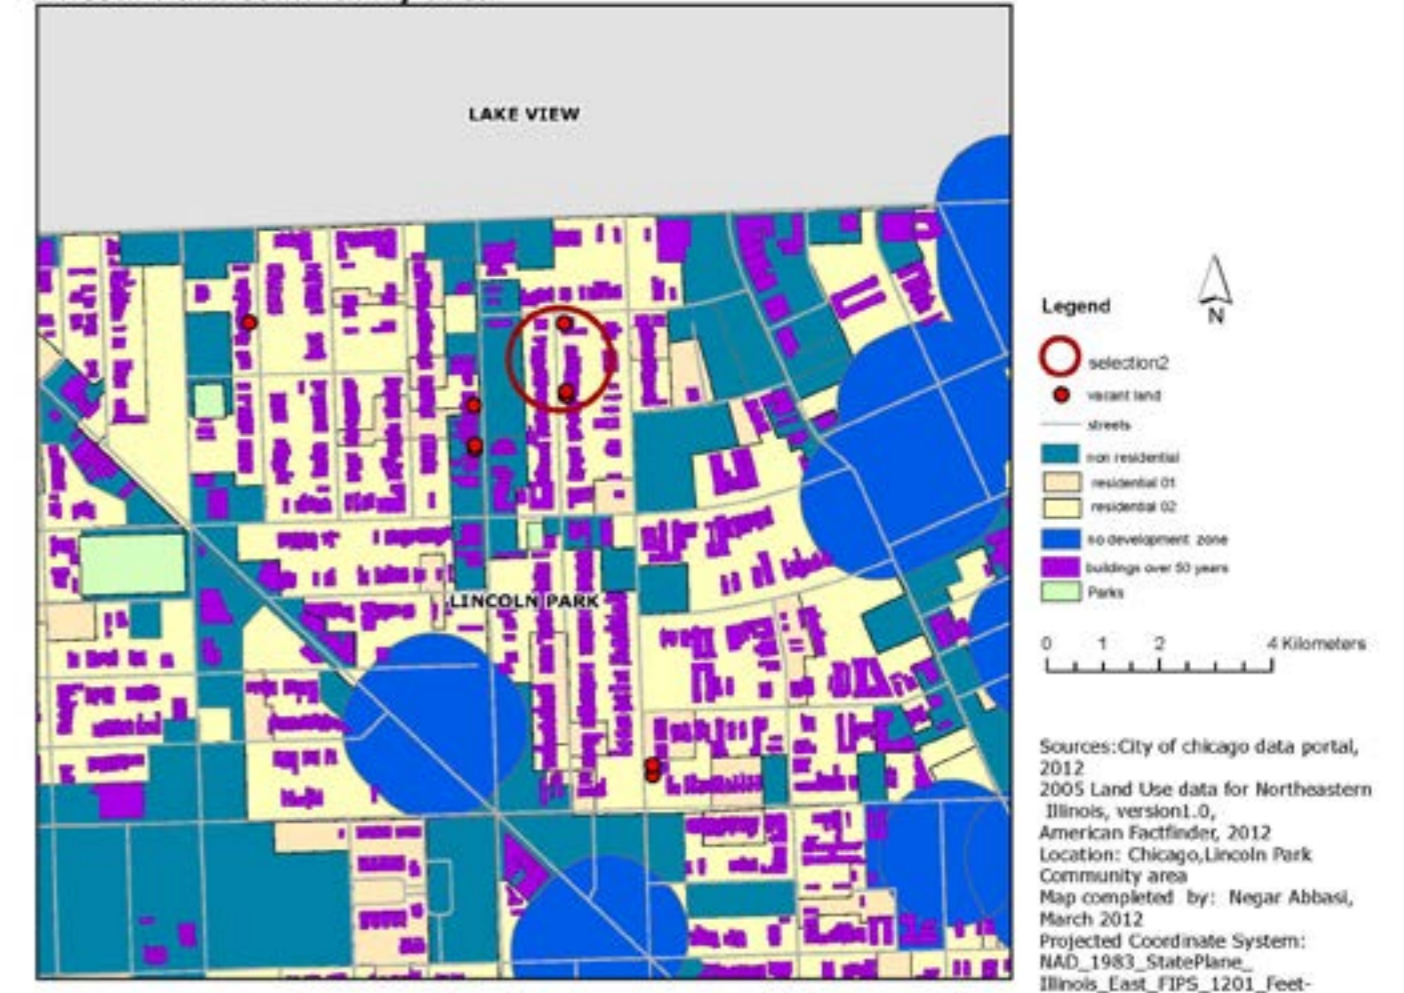 LAKE VIEW
LINCOLN PARK
N
Legend
selection2
vacant land
streets
non residential
residential 01
residential 02
no development zone
buildings over 50 years
Parks
0 1 2 4 Kilometers
Sources:City of chicago data portal,
2012
2005 Land Use data for Northeastern
Illinois, version1.0,
American Factfinder, 2012
Location: Chicago,Lincoln Park
Community area
Map completed by: Negar Abbasi,
March 2012
Projected Coordinate System:
NAD_1983_StatePlane_
Illinois_East_FIPS_1201_Feet-